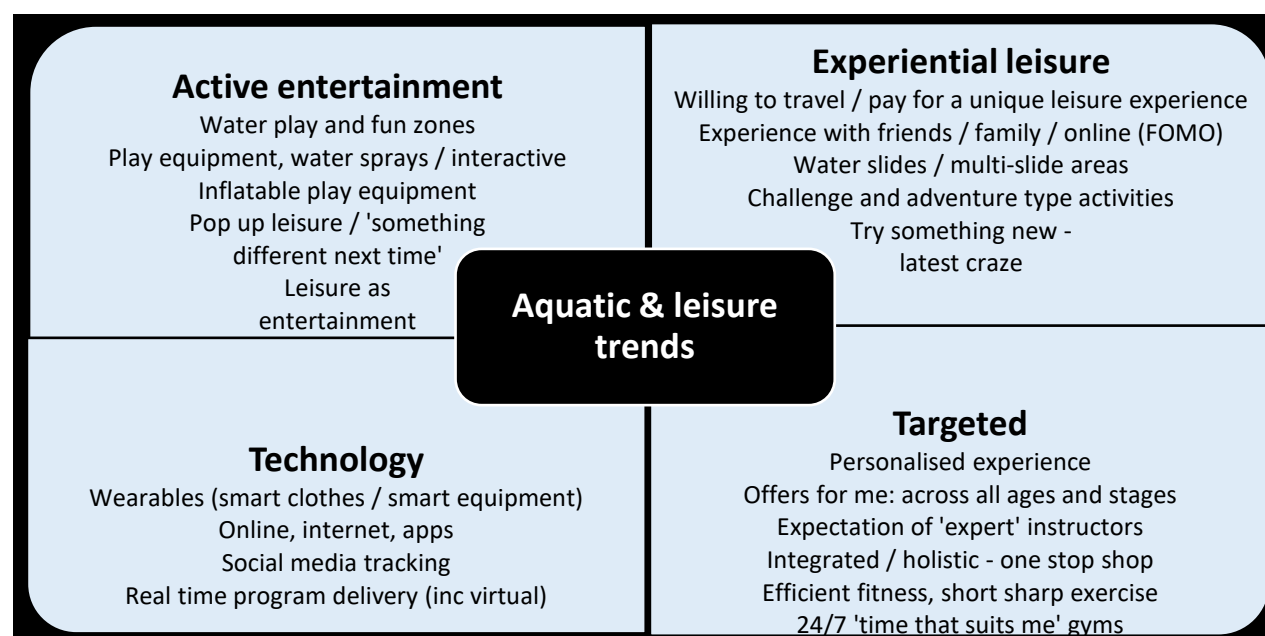 Active entertainment
Water play and fun zones
Play equipment, water sprays / interactive
Inflatable play equipment
Pop up leisure / 'something
different next time'
Leisure as
entertainment
Experiential leisure
Willing to travel / pay for a unique leisure experience
Experience with friends / family / online (FOMO)
Water slides / multi-slide areas
Challenge and adventure type activities
Try something new -
latest craze
Aquatic & leisure
trends
Technology
Wearables (smart clothes / smart equipment)
Online, internet, apps
Social media tracking
Real time program delivery (inc virtual)
Targeted
Personalised experience
Offers for me: across all ages and stages
Expectation of 'expert' instructors
Integrated / holistic - one stop shop
Efficient fitness, short sharp exercise
24/7 'time that suits me' gyms